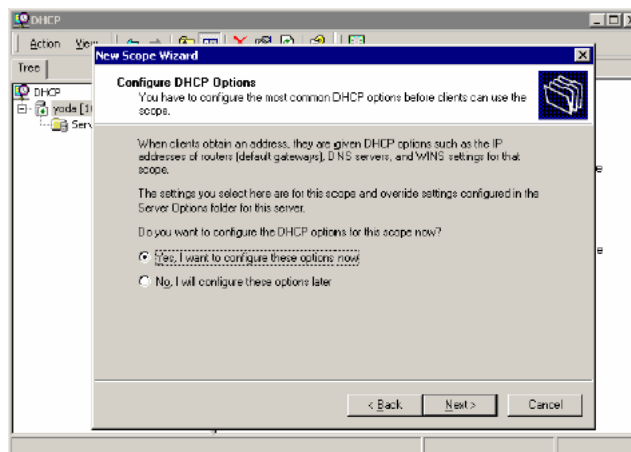 DHCP
Action View
New Scope Wizard
Tree
Configure DHCP Options
You have to configure the most common DHCP options before clients can use the
scope.
DHCP
yoda [1
Serv
When clients obtain an address, they are given DHCP options such as the IP
addresses of routers (default gateways), DNS servers, and WINS settings for that
scope.
The settings you select here are for this scope and override settings configured in the
Server Options folder for this server.
Do you want to configure the DHCP options for this scope now?
Yes, I want to configure these options now
No, I will configure these options later
< Back
Next >
Cancel